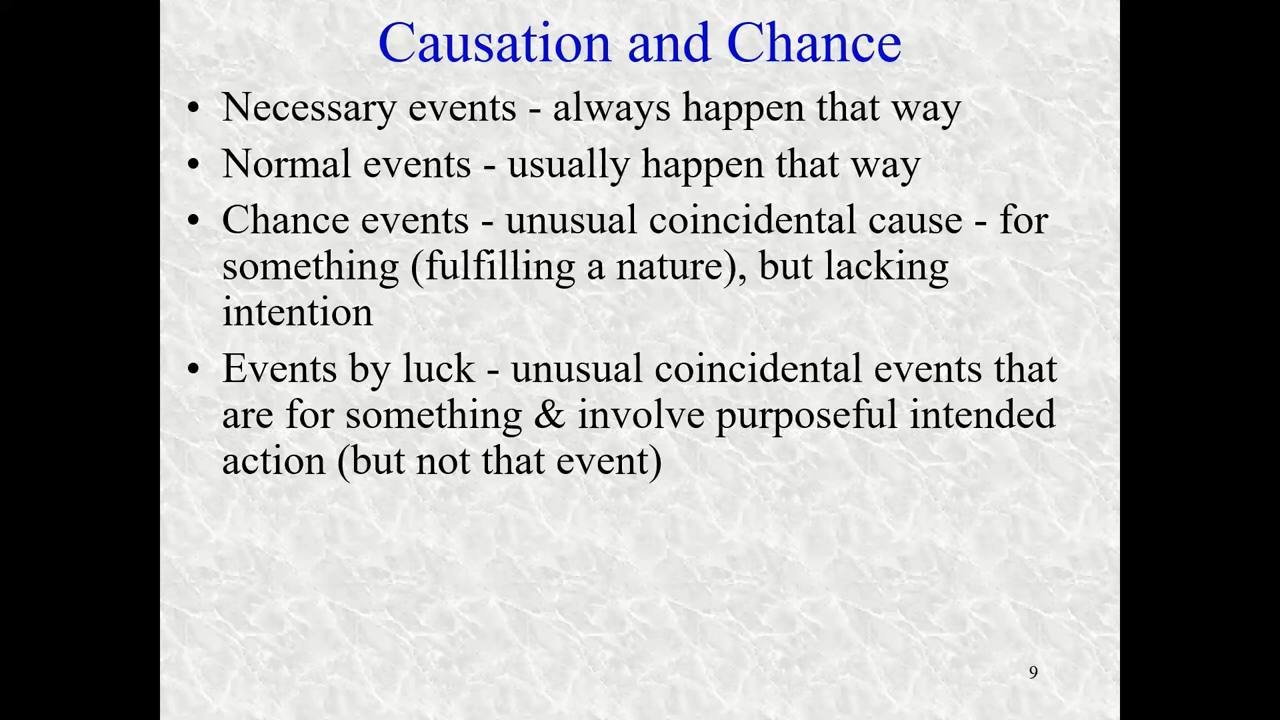 Causation and Chance
• Necessary events - always happen that way
• Normal events - usually happen that way
• Chance events - unusual coincidental cause - for
something (fulfilling a nature), but lacking
intention
• Events by luck - unusual coincidental events that
are for something & involve purposeful intended
action (but not that event)
9